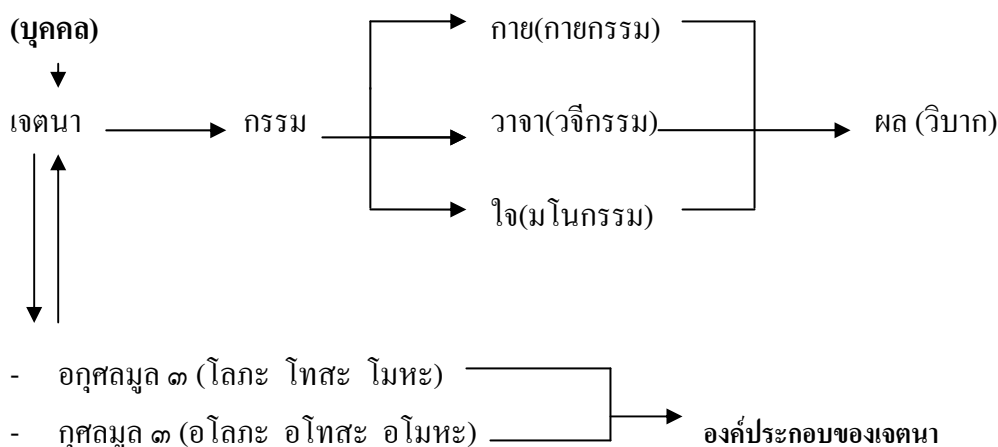 (บุคคล)
กาย(กายกรรม)
เจตนา กรรม วาจา(วจีกรรม) ผล (วิบาก)
ใจ(มโนกรรม)
- อกุศลมูล ๓ (โลภะ โทสะ โมหะ)
- กุศลมูล ๓ (อโลภะ อโทสะ อโมหะ) องค์ประกอบของเจตนา